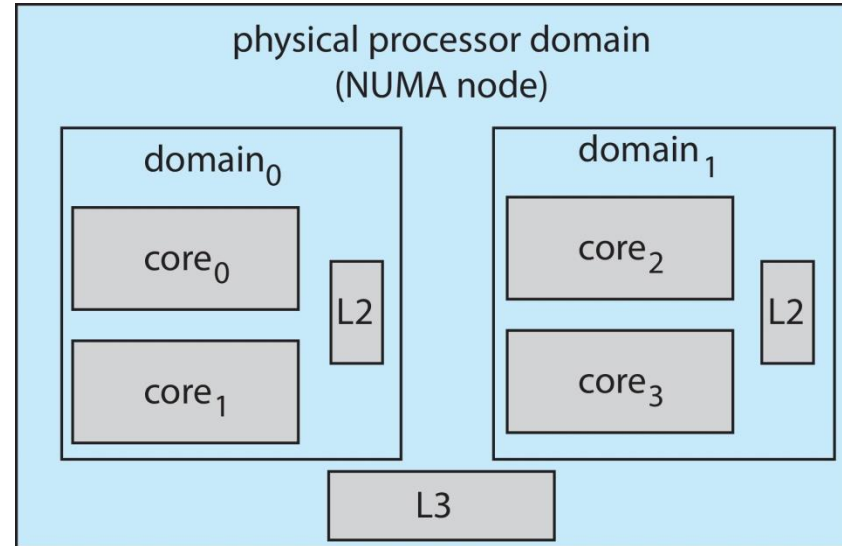 physical processor domain
(NUMA node)
domain₀
core₀
L2
core₁
domain₁
core₂
L2
core₃
L3